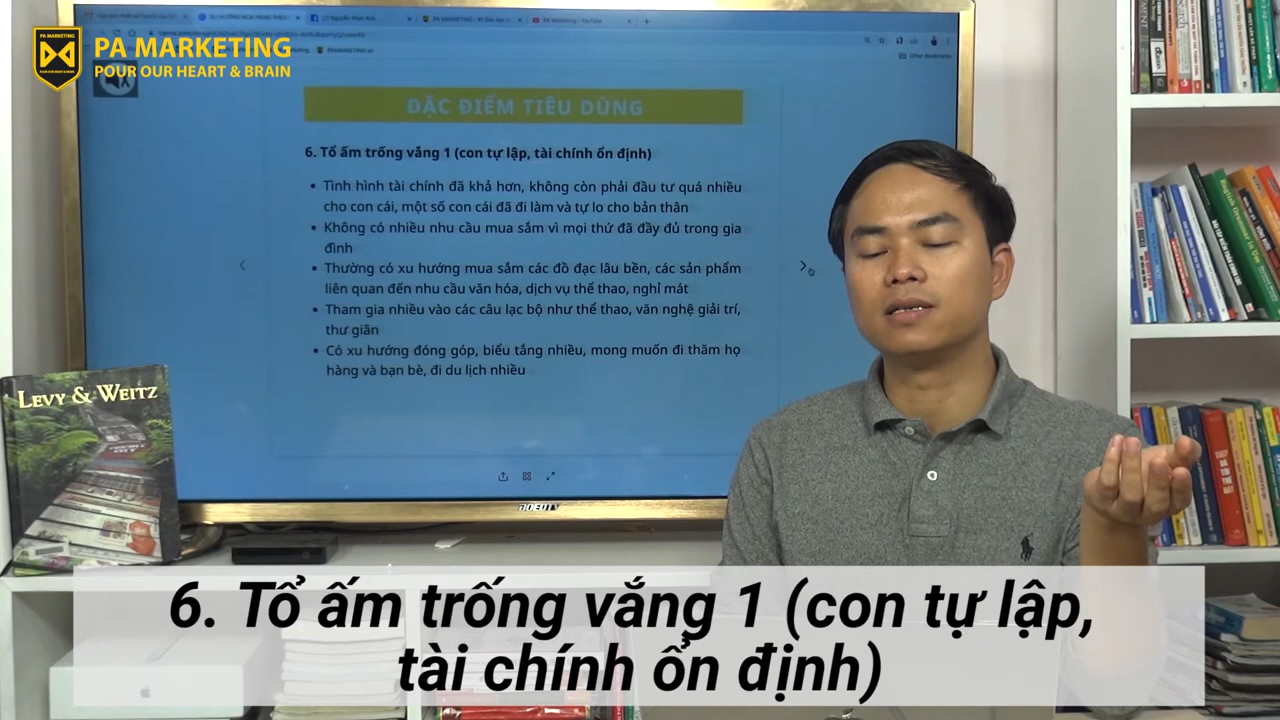 PA MARKETING
POUR OUR HEART & BRAIN
PA MARKETING
Other Bookmarks
ĐẶC ĐIỂM TIÊU DÙNG
6. Tổ ấm trống vắng 1 (con tự lập, tài chính ổn định)
• Tình hình tài chính đã khả hơn, không còn phải đầu tư quá nhiều
cho con cái, một số con cái đã đi làm và tự lo cho bản thân
• Không có nhiều nhu cầu mua sắm vì mọi thứ đã đầy đủ trong gia
đình
• Thường có xu hướng mua sắm các đồ đạc lâu bền, các sản phẩm
liên quan đến nhu cầu văn hóa, dịch vụ thể thao, nghỉ mát
• Tham gia nhiều vào các câu lạc bộ như thể thao, văn nghệ giải trí,
thư giãn
• Có xu hướng đóng góp, biếu tặng nhiều, mong muốn đi thăm họ
hàng và bạn bè, đi du lịch nhiều
LEVY & WEITZ
6. Tổ ấm trống vắng 1 (con tự lập,
tài chính ổn định)